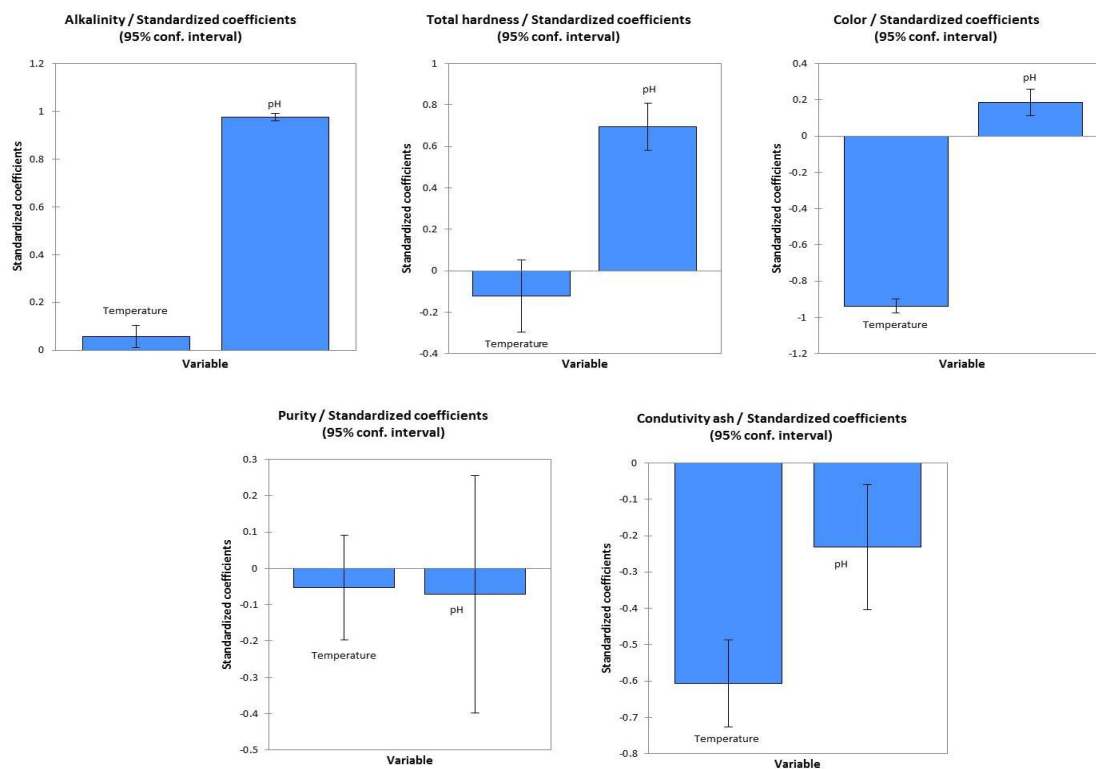 Alkalinity / Standardized coefficients
(95% conf. interval)
Standardized coefficients
1
0.8
0.6
0.4
0.2
0
Temperature
pH
Variable
Total hardness / Standardized coefficients
(95% conf. interval)
Standardized coefficients
1
0.8
0.6
0.4
0.2
0
-0.2
-0.4
Temperature
pH
Variable
Color / Standardized coefficients
(95% conf. interval)
Standardized coefficients
0.4
0.2
0
-0.2
-0.4
-0.6
-0.8
-1
-1.2
Temperature
pH
Variable
Purity / Standardized coefficients
(95% conf. interval)
Standardized coefficients
0.3
0.2
0.1
0
-0.1
-0.2
-0.3
-0.4
-0.5
Temperature
pH
Variable
Condutivity ash / Standardized coefficients
(95% conf. interval)
Standardized coefficients
0
-0.1
-0.2
-0.3
-0.4
-0.5
-0.6
-0.7
-0.8
Temperature
pH
Variable